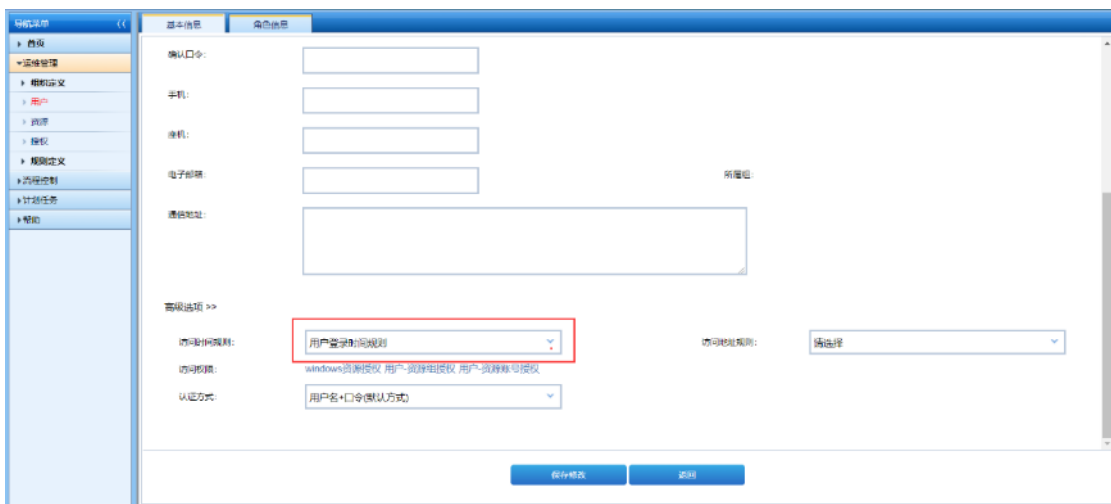 导航菜单
基本信息 角色信息
首页
运维管理
组织定义
用户
资源
授权
规则定义
流程控制
计划任务
帮助
确认口令:
手机:
座机:
电子邮箱: 所属组:
通信地址:
高级选项 >>
访问时间规则: 用户登录时间规则 访问地址规则: 请选择
访问权限: windows资源授权 用户-资源组授权 用户-资源账号授权
认证方式: 用户名+口令(默认方式)
保存修改 返回